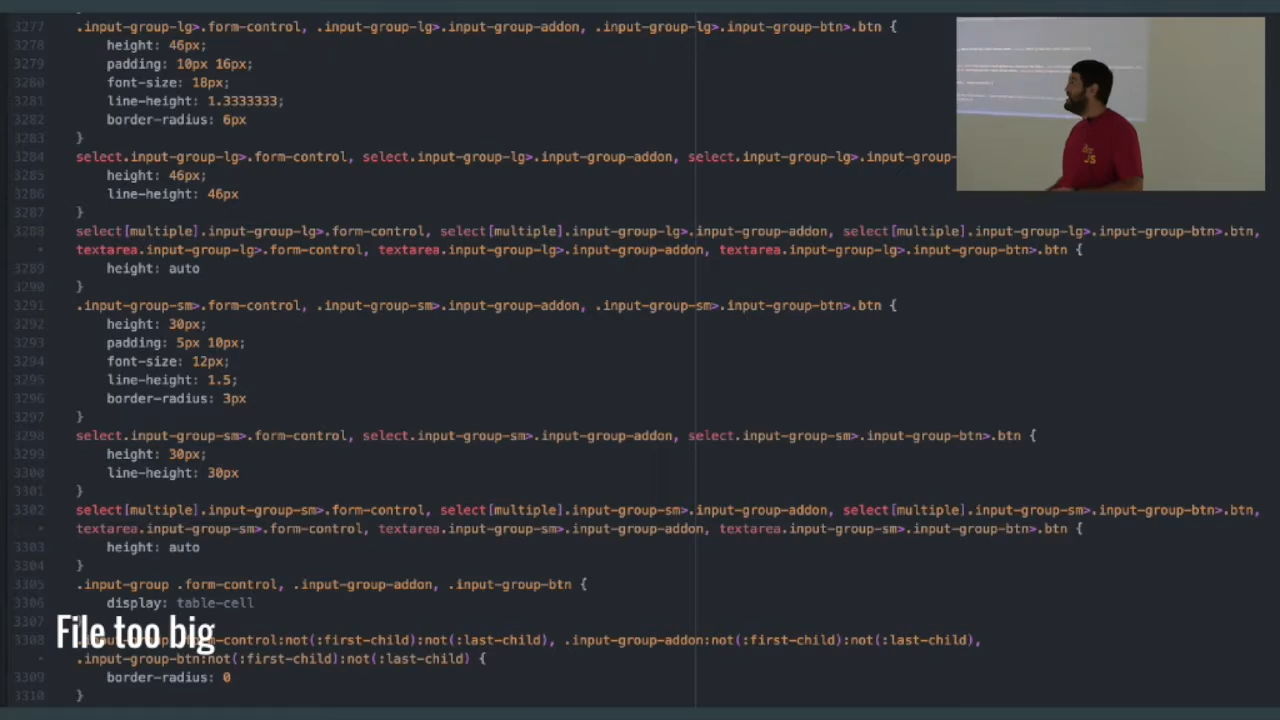 3277 .input-group-lg>.form-control, .input-group-lg>.input-group-addon, .input-group-lg>.input-group-btn>.btn {
3278 height: 46px;
3279 padding: 10px 16px;
3280 font-size: 18px;
3281 line-height: 1.3333333;
3282 border-radius: 6px
3283 }
3284 select.input-group-lg>.form-control, select.input-group-lg>.input-group-addon, select.input-group-lg>.input-group-
3285 height: 46px;
3286 line-height: 46px
3287 }
3288 select[multiple].input-group-lg>.form-control, select[multiple].input-group-lg>.input-group-addon, select[multiple].input-group-lg>.input-group-btn>.btn,
textarea.input-group-lg>.form-control, textarea.input-group-lg>.input-group-addon, textarea.input-group-lg>.input-group-btn>.btn {
3289 height: auto
3290 }
3291 .input-group-sm>.form-control, .input-group-sm>.input-group-addon, .input-group-sm>.input-group-btn>.btn {
3292 height: 30px;
3293 padding: 5px 10px;
3294 font-size: 12px;
3295 line-height: 1.5;
3296 border-radius: 3px
3297 }
3298 select.input-group-sm>.form-control, select.input-group-sm>.input-group-addon, select.input-group-sm>.input-group-btn>.btn {
3299 height: 30px;
3300 line-height: 30px
3301 }
3302 select[multiple].input-group-sm>.form-control, select[multiple].input-group-sm>.input-group-addon, select[multiple].input-group-sm>.input-group-btn>.btn,
textarea.input-group-sm>.form-control, textarea.input-group-sm>.input-group-addon, textarea.input-group-sm>.input-group-btn>.btn {
3303 height: auto
3304 }
3305 .input-group .form-control, .input-group-addon, .input-group-btn {
3306 display: table-cell
3307
File too big
3308 control:not(:first-child):not(:last-child), .input-group-addon:not(:first-child):not(:last-child),
.input-group-btn:not(:first-child):not(:last-child) {
3309 border-radius: 0
3310 }
JS